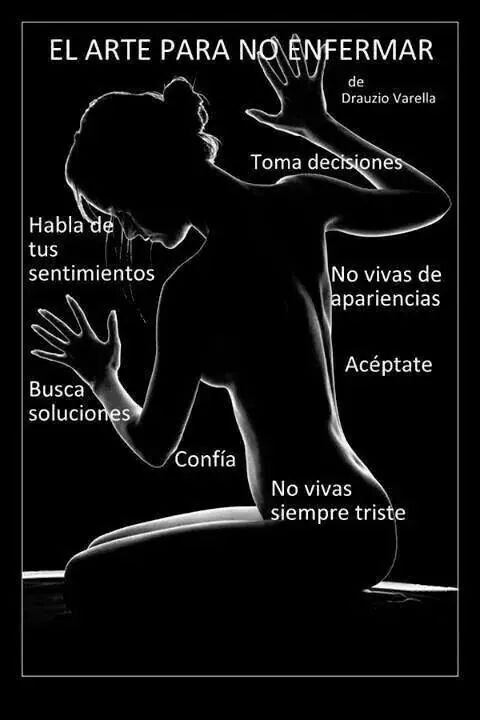 EL ARTE PARA NO ENFERMAR
de
Drauzio Varella
Toma decisiones
Habla de
tus
sentimientos
No vivas de
apariencias
Acéptate
Busca
soluciones
Confía
No vivas
siempre triste